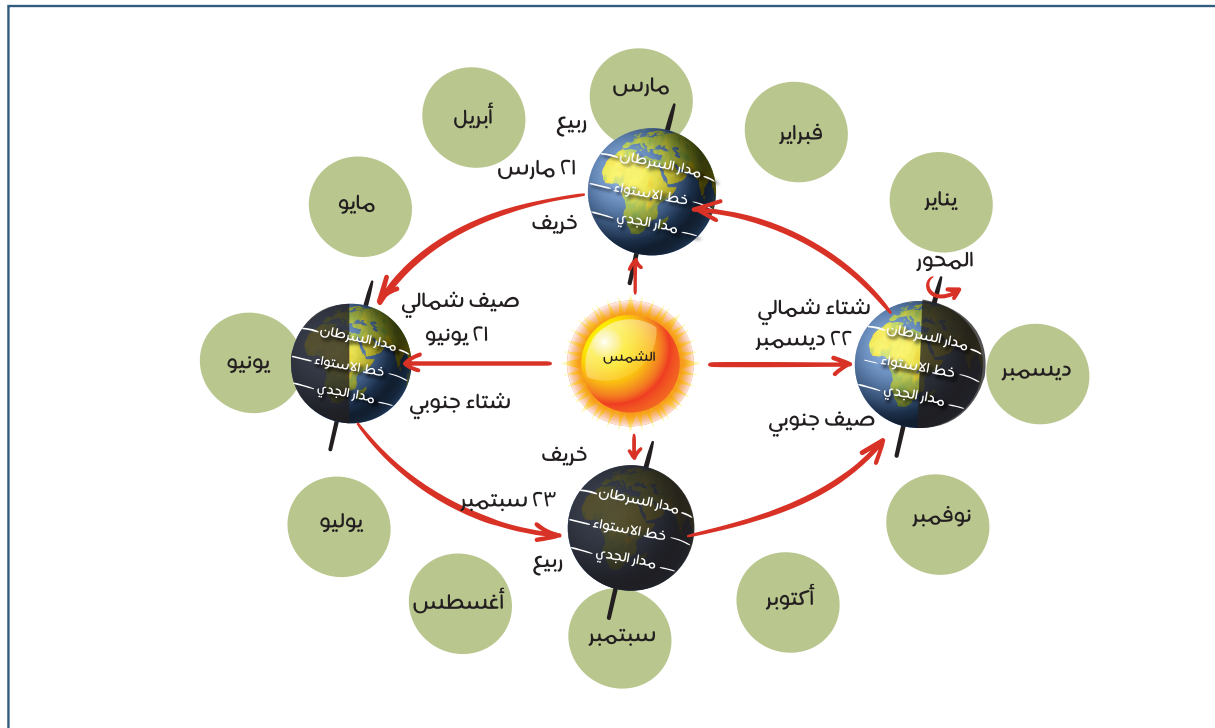 مارس
أبريل
فبراير
ربيع
٢١ مارس
خريف
مدار السرطان
خط الاستواء
مدار الجدي
مايو
يناير
المحور
صيف شمالي
٢١ يونيو
شتاء جنوبي
يونيو
مدار السرطان
خط الاستواء
مدار الجدي
الشمس
شتاء شمالي
٢٢ ديسمبر
صيف جنوبي
مدار السرطان
خط الاستواء
مدار الجدي
ديسمبر
خريف
٢٣ سبتمبر
ربيع
مدار السرطان
خط الاستواء
مدار الجدي
يوليو
نوفمبر
أغسطس
سبتمبر
أكتوبر